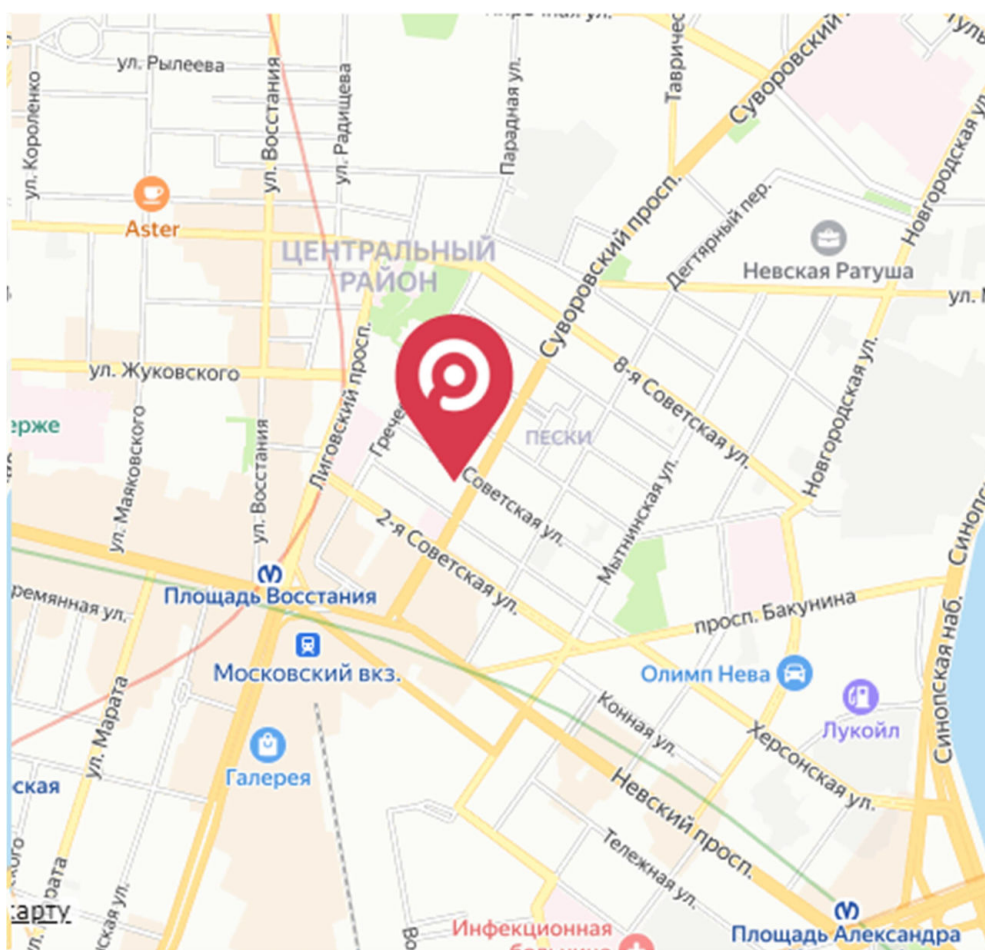 ул. Рылеева
ул. Короленко
ул. Восстания
ул. Радищева
Парадная ул.
Суворовский
Новгородская ул.
Aster
ЦЕНТРАЛЬНЫЙ
РАЙОН
Суворовский просп.
Дегтярный пер.
Невская Ратуша
ул.
ул. Жуковского
Лиговский просп.
8-я Советская ул.
Новгородская ул.
ул. Маяковского
ул. Восстания
ПЕСКИ
Советская ул.
2-я Советская ул.
Мытнинская ул.
Площадь Восстания
просп. Бакунина
Синопская наб.
Московский вкз.
Олимп Нева
Лукойл
ул. Марата
Галерея
Конная ул.
Херсонская ул.
Невский просп.
Тележная ул.
Площадь Александра
Инфекционная